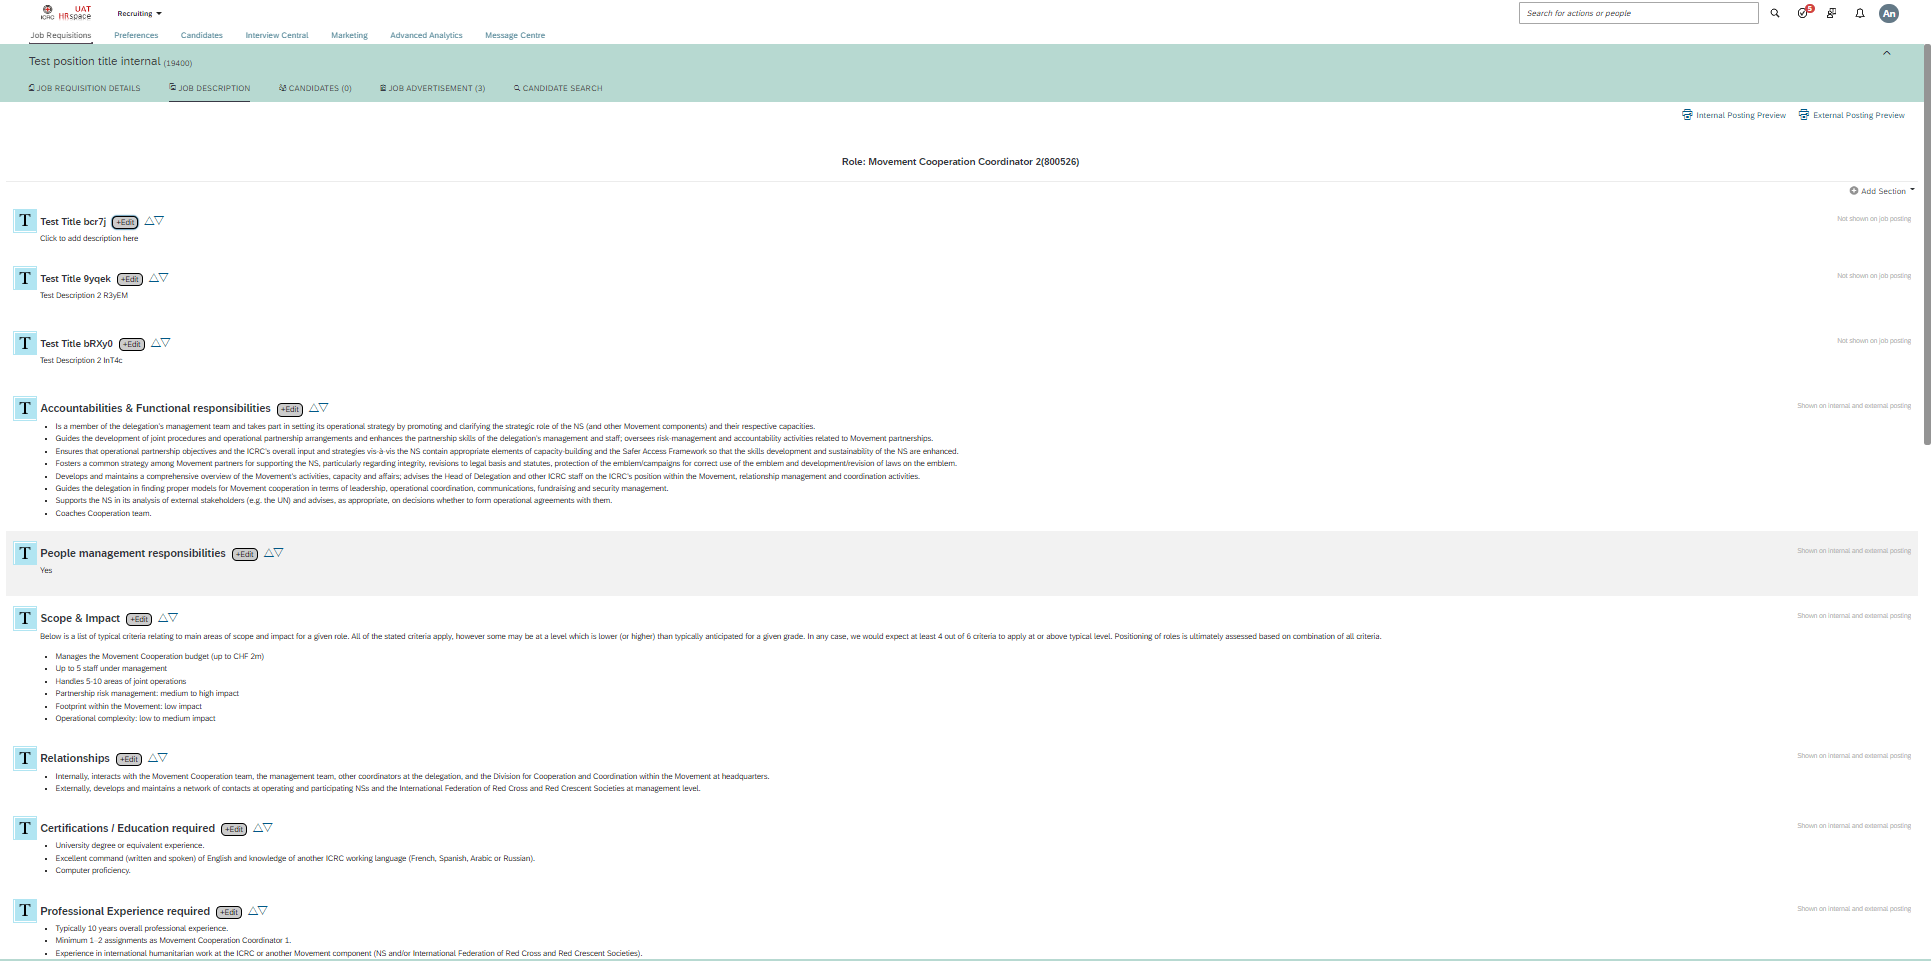 ICRC
UAT
HRspace
Recruiting
Search for actions or people
5
An
Job Requisitions
Preferences
Candidates
Interview Central
Marketing
Advanced Analytics
Message Centre
Test position title internal (19400)
JOB REQUISITION DETAILS
JOB DESCRIPTION
CANDIDATES (0)
JOB ADVERTISEMENT (3)
CANDIDATE SEARCH
Internal Posting Preview
External Posting Preview
Role: Movement Cooperation Coordinator 2(800526)
Add Section
T Test Title bcr7j +Edit
Not shown on job posting
Click to add description here
T Test Title 9yqek +Edit
Not shown on job posting
Test Description 2 R3yEM
T Test Title bRXy0 +Edit
Not shown on job posting
Test Description 2 InT4c
T Accountabilities & Functional responsibilities +Edit
Shown on internal and external posting
• Is a member of the delegation's management team and takes part in setting its operational strategy by promoting and clarifying the strategic role of the NS (and other Movement components) and their respective capacities.
• Guides the development of joint procedures and operational partnership arrangements and enhances the partnership skills of the delegation's management and staff; oversees risk-management and accountability activities related to Movement partnerships.
• Ensures that operational partnership objectives and the ICRC's overall input and strategies vis-à-vis the NS contain appropriate elements of capacity-building and the Safer Access Framework so that the skills development and sustainability of the NS are enhanced.
• Fosters a common strategy among Movement partners for supporting the NS, particularly regarding integrity, revisions to legal basis and statutes, protection of the emblem/campaigns for correct use of the emblem and development/revision of laws on the emblem.
• Develops and maintains a comprehensive overview of the Movement's activities, capacity and affairs; advises the Head of Delegation and other ICRC staff on the ICRC's position within the Movement, relationship management and coordination activities.
• Guides the delegation in finding proper models for Movement cooperation in terms of leadership, operational coordination, communications, fundraising and security management.
• Supports the NS in its analysis of external stakeholders (e.g. the UN) and advises, as appropriate, on decisions whether to form operational agreements with them.
• Coaches Cooperation team.
T People management responsibilities +Edit
Shown on internal and external posting
Yes
T Scope & Impact +Edit
Shown on internal and external posting
Below is a list of typical criteria relating to main areas of scope and impact for a given role. All of the stated criteria apply, however some may be at a level which is lower (or higher) than typically anticipated for a given grade. In any case, we would expect at least 4 out of 6 criteria to apply at or above typical level. Positioning of roles is ultimately assessed based on combination of all criteria.
• Manages the Movement Cooperation budget (up to CHF 2m)
• Up to 5 staff under management
• Handles 5-10 areas of joint operations
• Partnership risk management: medium to high impact
• Footprint within the Movement: low impact
• Operational complexity: low to medium impact
T Relationships +Edit
Shown on internal and external posting
• Internally, interacts with the Movement Cooperation team, the management team, other coordinators at the delegation, and the Division for Cooperation and Coordination within the Movement at headquarters.
• Externally, develops and maintains a network of contacts at operating and participating NSs and the International Federation of Red Cross and Red Crescent Societies at management level.
T Certifications / Education required +Edit
Shown on internal and external posting
• University degree or equivalent experience.
• Excellent command (written and spoken) of English and knowledge of another ICRC working language (French, Spanish, Arabic or Russian).
• Computer proficiency.
T Professional Experience required +Edit
Shown on internal and external posting
• Typically 10 years overall professional experience.
• Minimum 1- 2 assignments as Movement Cooperation Coordinator 1.
• Experience in international humanitarian work at the ICRC or another Movement component (NS and/or International Federation of Red Cross and Red Crescent Societies).